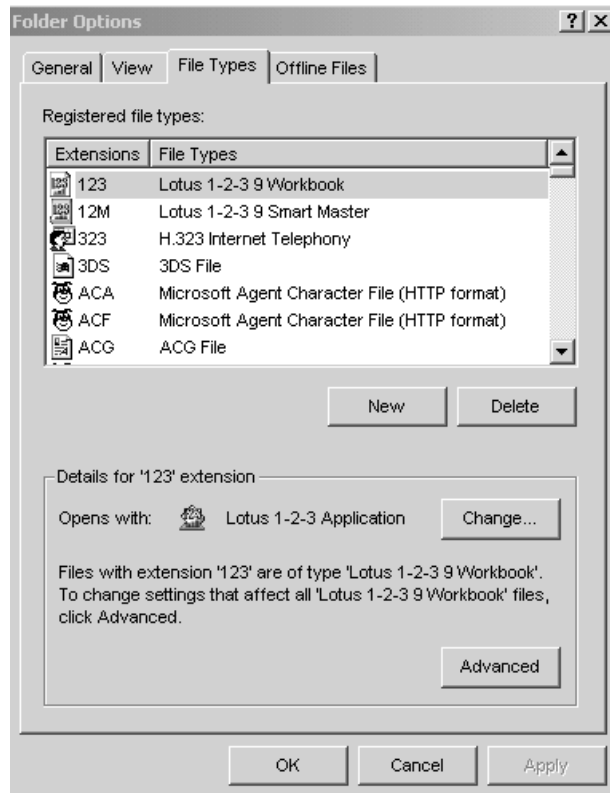 Folder Options
General View File Types Offline Files
Registered file types:
Extensions File Types
123 Lotus 1-2-3 9 Workbook
12M Lotus 1-2-3 9 Smart Master
323 H.323 Internet Telephony
3DS 3DS File
ACA Microsoft Agent Character File (HTTP format)
ACF Microsoft Agent Character File (HTTP format)
ACG ACG File
New Delete
Details for '123' extension
Opens with: Lotus 1-2-3 Application Change...
Files with extension '123' are of type 'Lotus 1-2-3 9 Workbook'.
To change settings that affect all 'Lotus 1-2-3 9 Workbook' files,
click Advanced.
Advanced
OK Cancel Apply